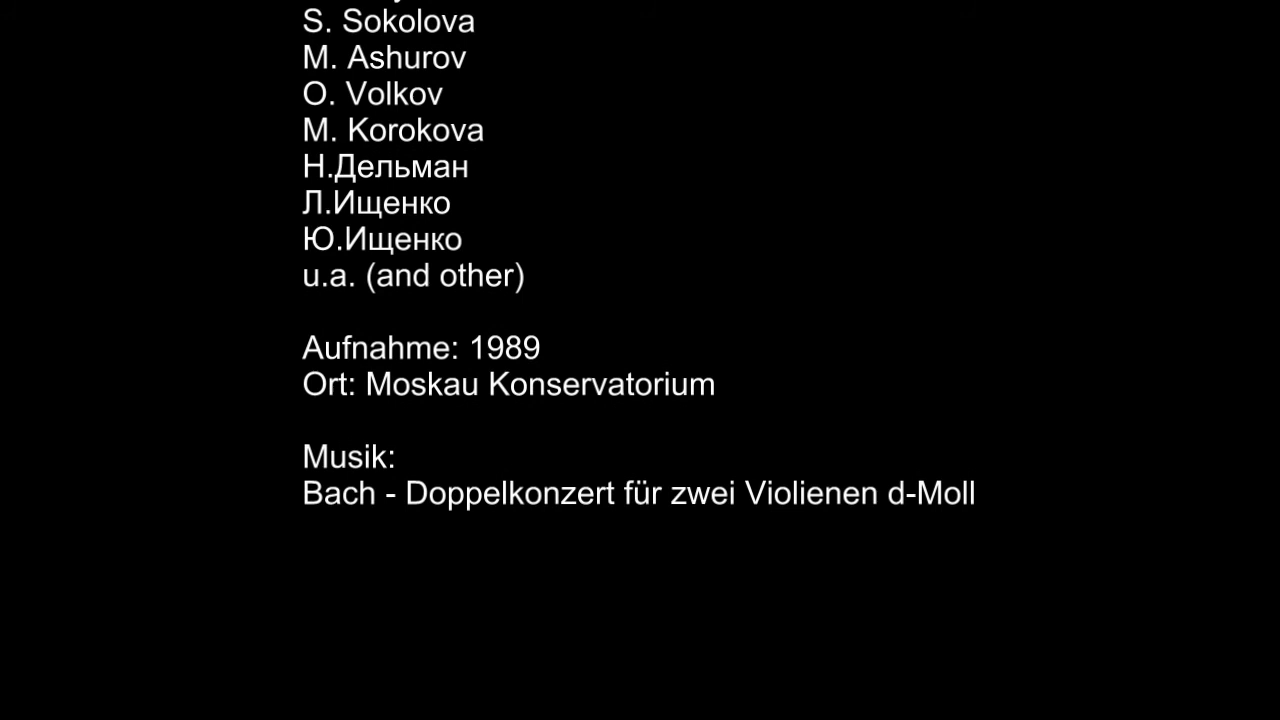 S. Sokolova
M. Ashurov
O. Volkov
M. Korokova
Н.Дельман
Л.Ищенко
Ю.Ищенко
u.a. (and other)
Aufnahme: 1989
Ort: Moskau Konservatorium
Musik:
Bach - Doppelkonzert für zwei Violienen d-Moll